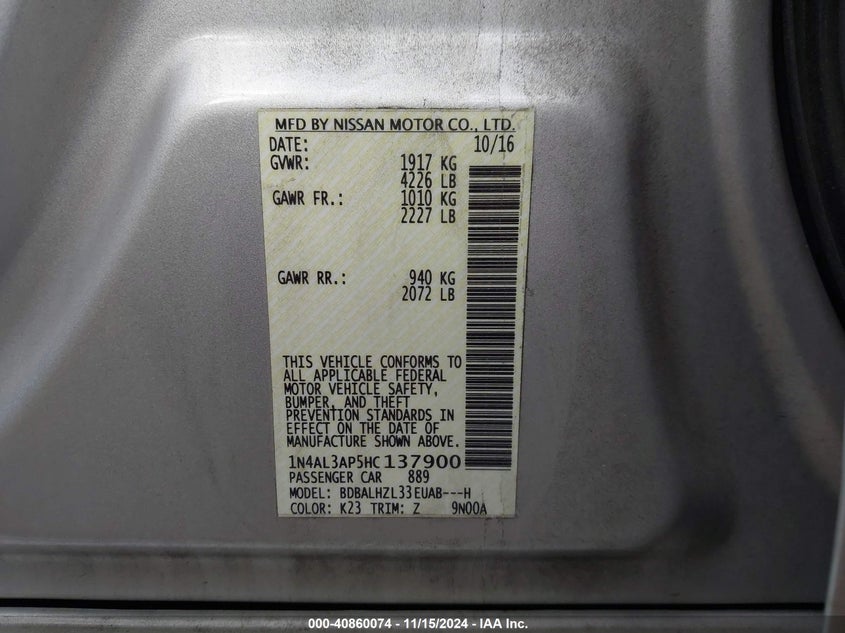 MFD BY NISSAN MOTOR CO., LTD.
DATE: 10/16
GVWR: 1917 KG
4226 LB
GAWR FR.: 1010 KG
2227 LB
GAWR RR.: 940 KG
2072 LB
THIS VEHICLE CONFORMS TO
ALL APPLICABLE FEDERAL
MOTOR VEHICLE SAFETY,
BUMPER, AND THEFT
PREVENTION STANDARDS IN
EFFECT ON THE DATE OF
MANUFACTURE SHOWN ABOVE.
1N4AL3AP5HC137900
PASSENGER CAR 889
MODEL: BDBALHZL33EUAB---H
COLOR: K23 TRIM: Z 9N00A
000-40860074 - 11/15/2024 - IAA Inc.